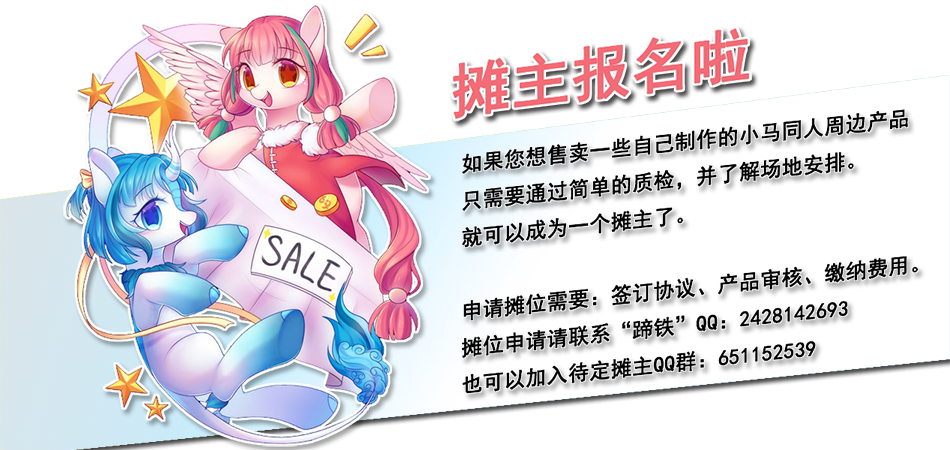 摊主报名啦
如果您想售卖一些自己制作的小马同人周边产品
只需要通过简单的质检，并了解场地安排。
就可以成为一个摊主了。
申请摊位需要：签订协议、产品审核、缴纳费用。
摊位申请请联系“蹄铁”QQ：2428142693
也可以加入待定摊主QQ群：651152539
SALE